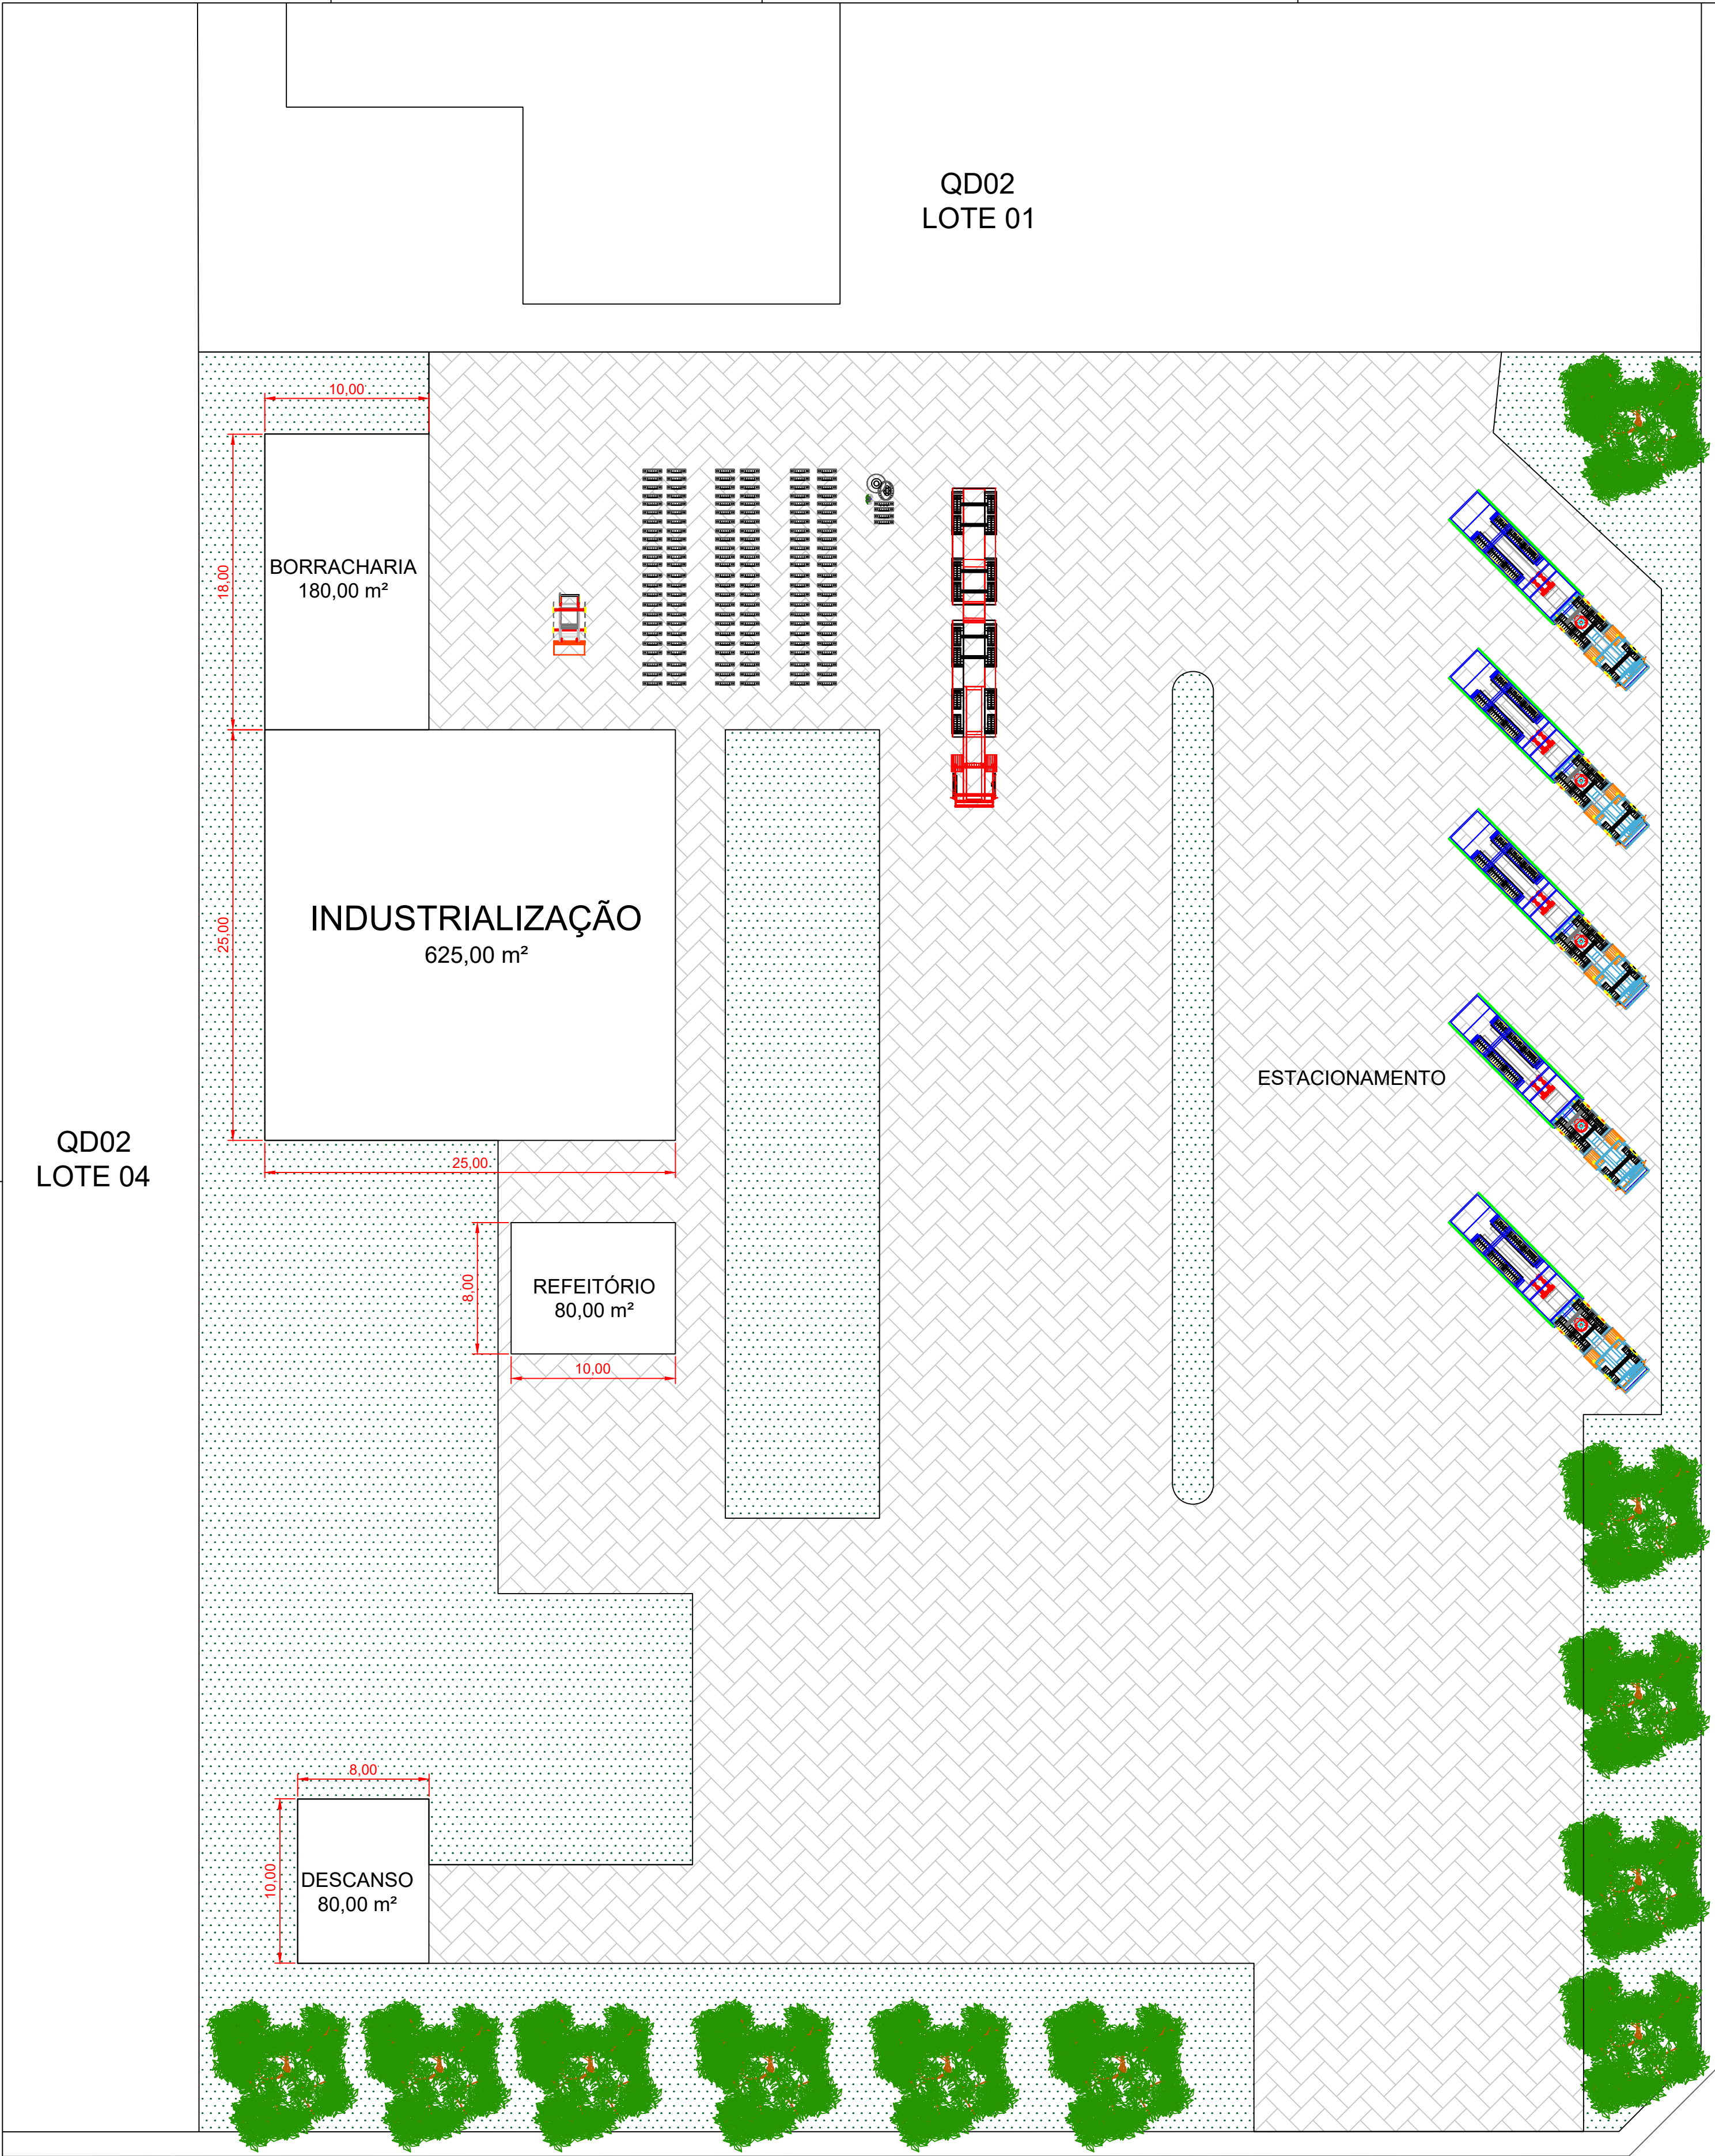 QD02
LOTE 01
10,00
18,00
BORRACHARIA
180,00 m²
25,00
INDUSTRIALIZAÇÃO
625,00 m²
25,00
ESTACIONAMENTO
QD02
LOTE 04
8,00
REFEITÓRIO
80,00 m²
10,00
8,00
10,00
DESCANSO
80,00 m²